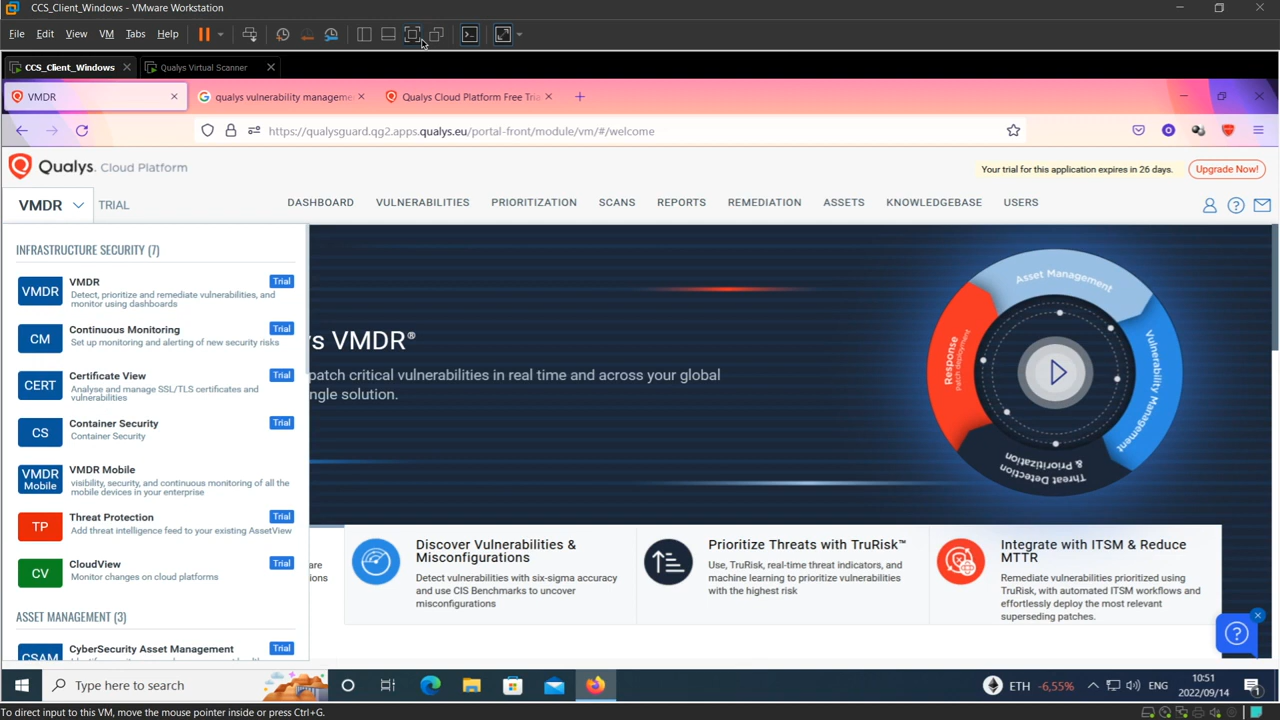 CCS_Client_Windows - VMware Workstation
File Edit View VM Tabs Help
CCS_Client_Windows Qualys Virtual Scanner
VMDR qualys vulnerability manageme Qualys Cloud Platform Free Tria
https://qualysguard.qg2.apps.qualys.eu/portal-front/module/vm/#/welcome
Qualys. Cloud Platform
Your trial for this application expires in 26 days. Upgrade Now!
VMDR TRIAL
DASHBOARD VULNERABILITIES PRIORITIZATION SCANS REPORTS REMEDIATION ASSETS KNOWLEDGEBASE USERS
INFRASTRUCTURE SECURITY (7)
VMDR
VMDR Trial
Detect, prioritize and remediate vulnerabilities, and
monitor using dashboards
CM
Continuous Monitoring Trial
Set up monitoring and alerting of new security risks
CERT
Certificate View Trial
Analyse and manage SSL/TLS certificates and
vulnerabilities
CS
Container Security Trial
Container Security
VMDR
Mobile
VMDR Mobile
visibility, security, and continuous monitoring of all the
mobile devices in your enterprise
TP
Threat Protection Trial
Add threat intelligence feed to your existing AssetView
CV
CloudView Trial
Monitor changes on cloud platforms
ASSET MANAGEMENT (3)
CSAM
CyberSecurity Asset Management Trial
s VMDR®
patch critical vulnerabilities in real time and across your global
ngle solution.
Asset Management
Vulnerability Management
Threat Detection
& Prioritization
Response
Patch deployment
are
ions
Discover Vulnerabilities &
Misconfigurations
Detect vulnerabilities with six-sigma accuracy
and use CIS Benchmarks to uncover
misconfigurations
Prioritize Threats with TruRisk™
Use, TruRisk, real-time threat indicators, and
machine learning to prioritize vulnerabilities
with the highest risk
Integrate with ITSM & Reduce
MTTR
Remediate vulnerabilities prioritized using
TruRisk, with automated ITSM workflows and
effortlessly deploy the most relevant
superseding patches.
Type here to search
ETH -6,55%
ENG
10:51
2022/09/14
1
To direct input to this VM, move the mouse pointer inside or press Ctrl+G.